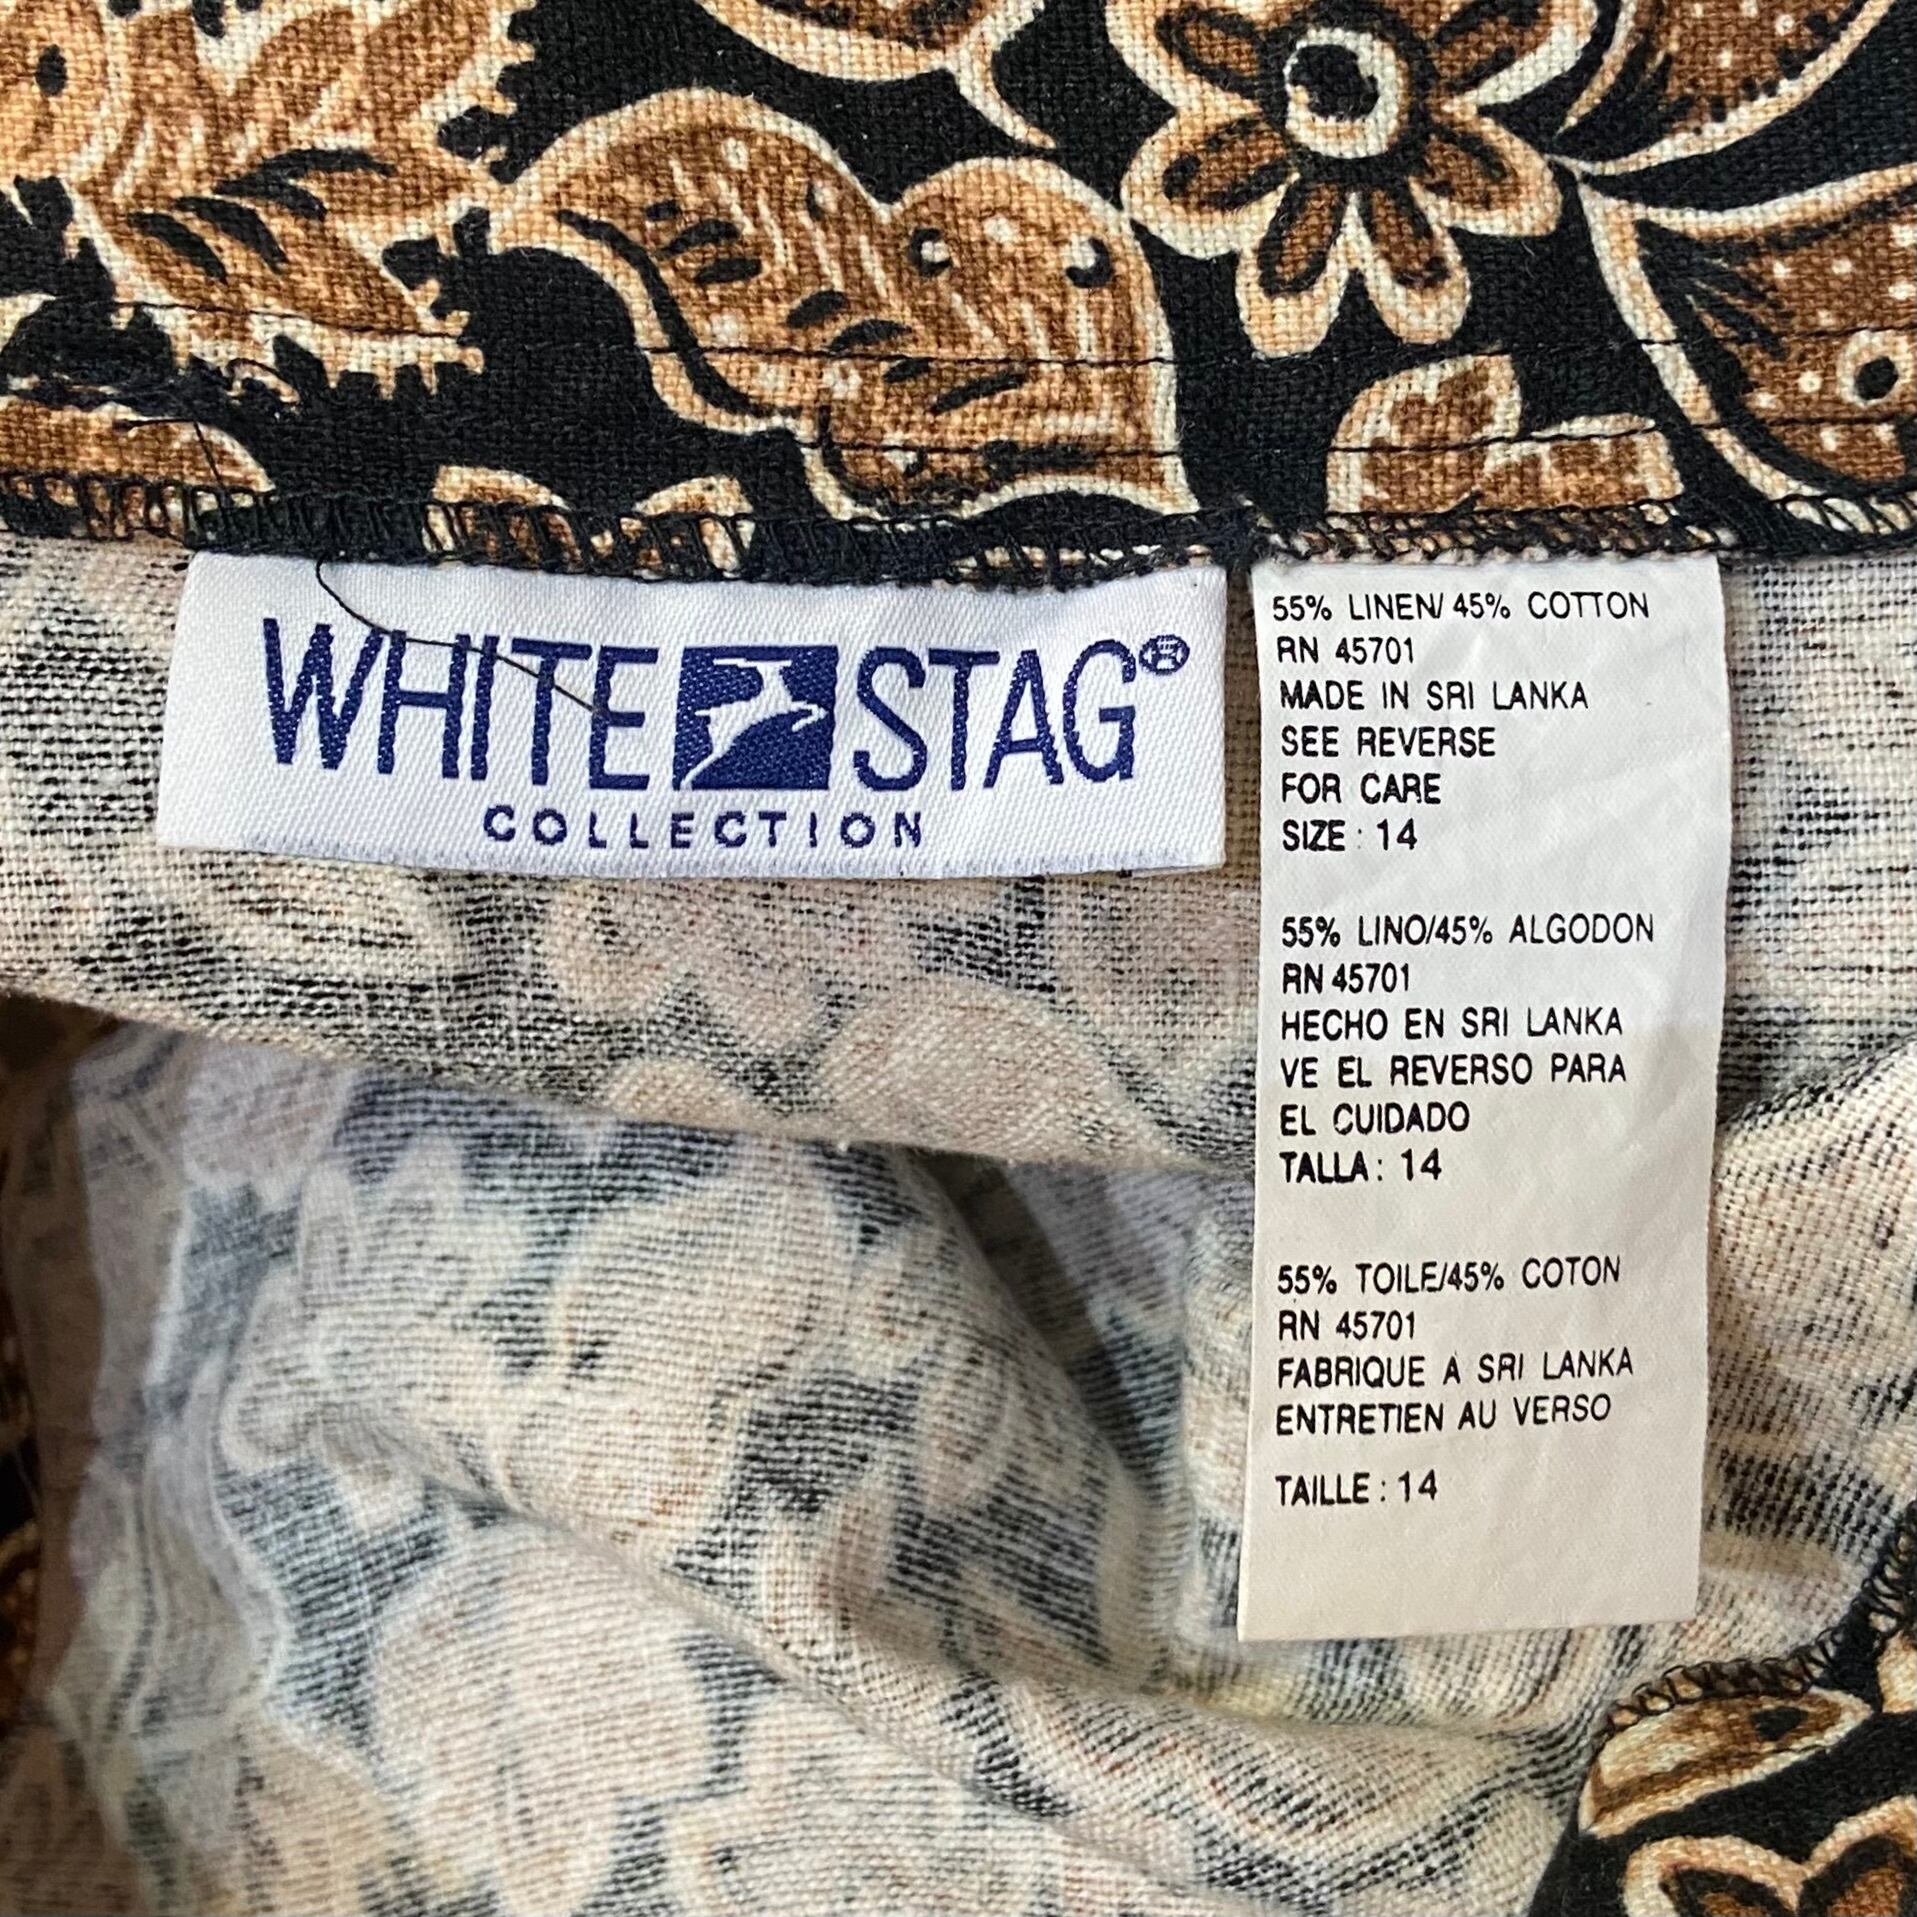 WHITE STAG®
COLLECTION
55% LINEN/ 45% COTTON
RN 45701
MADE IN SRI LANKA
SEE REVERSE
FOR CARE
SIZE : 14
55% LINO/45% ALGODON
RN 45701
HECHO EN SRI LANKA
VE EL REVERSO PARA
EL CUIDADO
TALLA : 14
55% TOILE/45% COTON
RN 45701
FABRIQUE A SRI LANKA
ENTRETIEN AU VERSO
TAILLE : 14